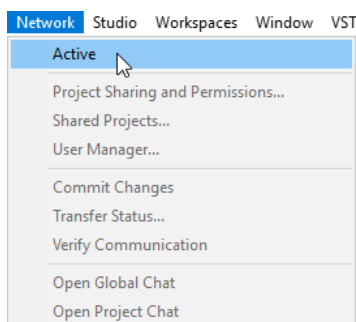 Network Studio Workspaces Window VST
Active
Project Sharing and Permissions...
Shared Projects...
User Manager...
Commit Changes
Transfer Status...
Verify Communication
Open Global Chat
Open Project Chat